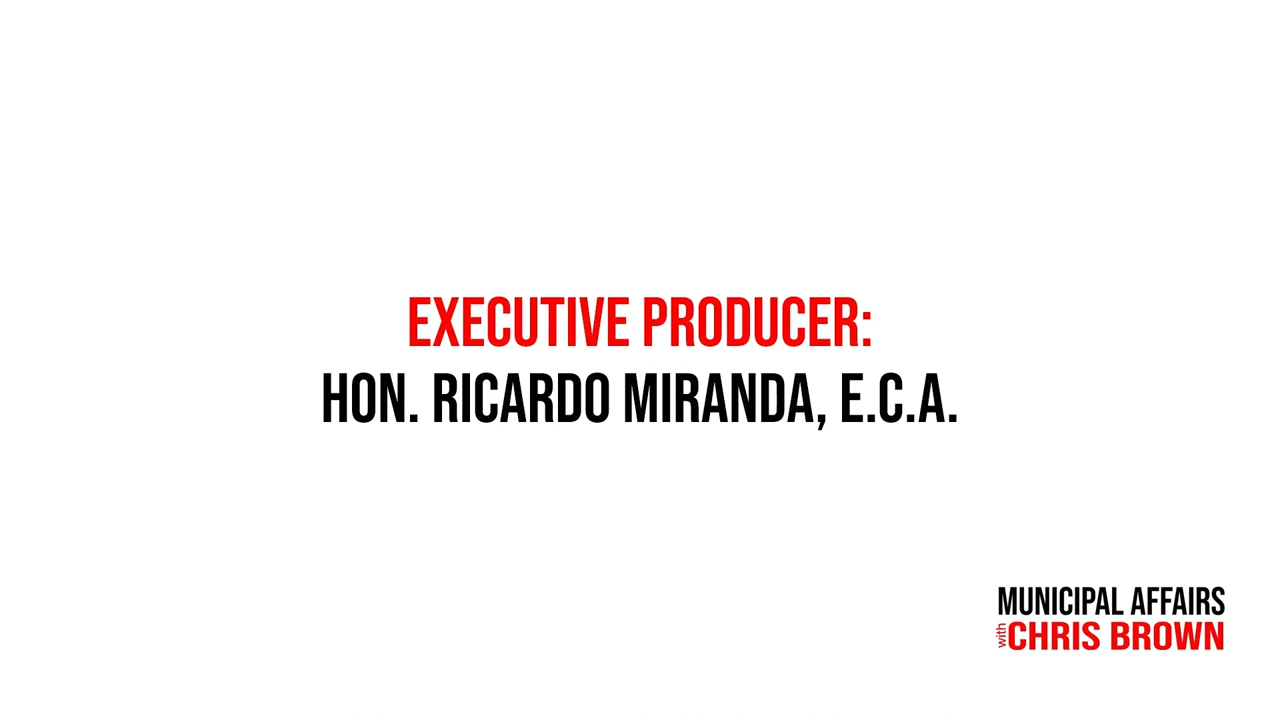 EXECUTIVE PRODUCER:
HON. RICARDO MIRANDA, E.C.A.
MUNICIPAL AFFAIRS
with CHRIS BROWN